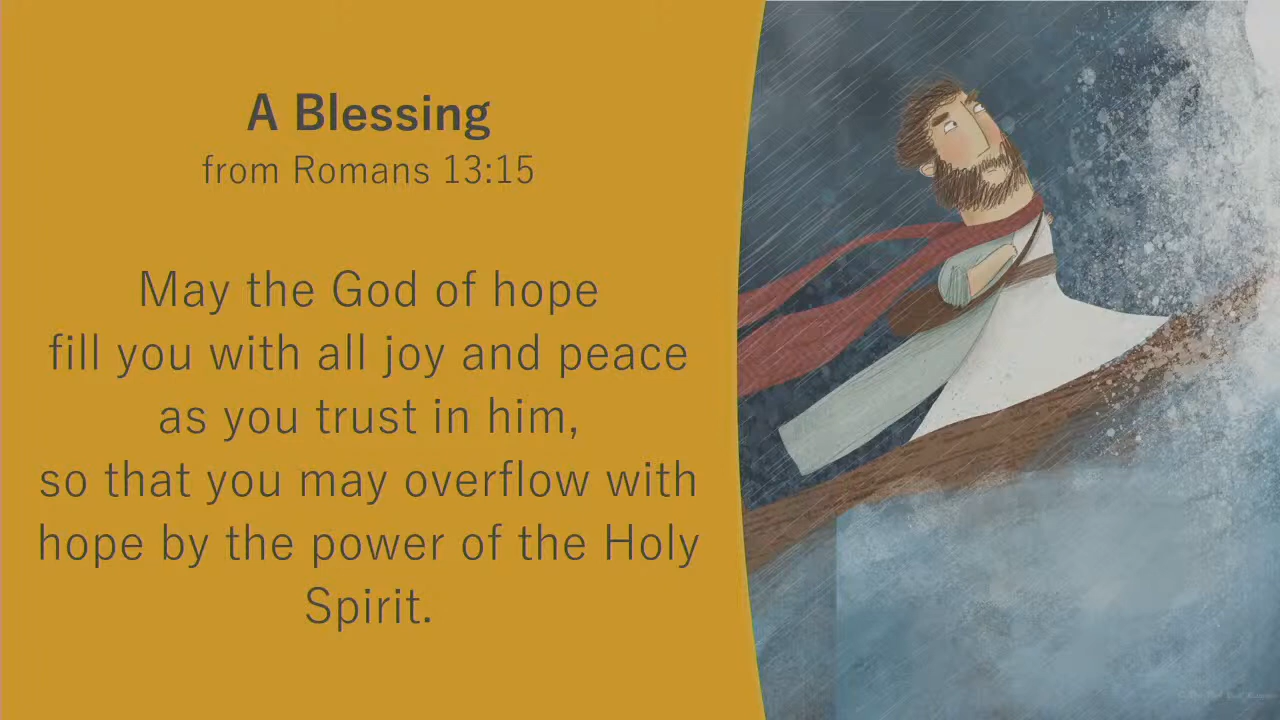 A Blessing
from Romans 13:15
May the God of hope
fill you with all joy and peace
as you trust in him,
so that you may overflow with
hope by the power of the Holy
Spirit.